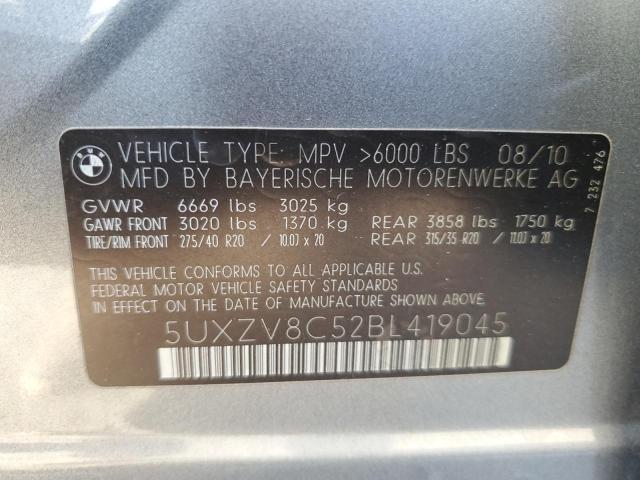 BMW
VEHICLE TYPE: MPV >6000 LBS 08/10
MFD BY BAYERISCHE MOTORENWERKE AG
GVWR 6669 lbs 3025 kg
GAWR FRONT 3020 lbs 1370 kg REAR 3858 lbs 1750 kg
TIRE/RIM FRONT 275/40 R20 / 10.0J x 20 REAR 315/35 R20 / 11.0J x 20
THIS VEHICLE CONFORMS TO ALL APPLICABLE U.S.
FEDERAL MOTOR VEHICLE SAFETY STANDARDS
IN EFFECT ON THE DATE OF MANUFACTURE SHOWN ABOVE.
5UXZV8C52BL419045
7 232 476